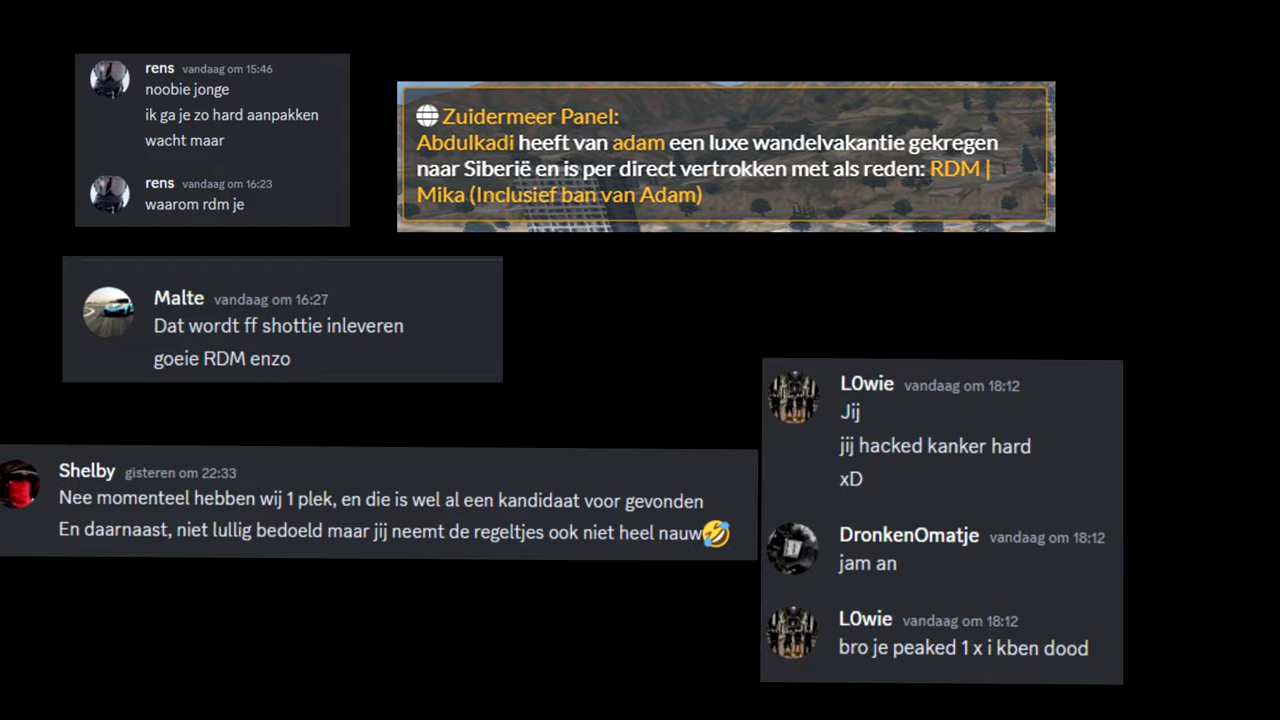 rens vandaag om 15:46
noobie jonge
ik ga je zo hard aanpakken
wacht maar
rens vandaag om 16:23
waarom rdm je
Zuidermeer Panel:
Abdulkadi heeft van adam een luxe wandelvakantie gekregen
naar Siberië en is per direct vertrokken met als reden: RDM |
Mika (Inclusief ban van Adam)
Malte vandaag om 16:27
Dat wordt ff shottie inleveren
goeie RDM enzo
Shelby gisteren om 22:33
Nee momenteel hebben wij 1 plek, en die is wel al een kandidaat voor gevonden
En daarnaast, niet lullig bedoeld maar jij neemt de regeltjes ook niet heel nauw🤣
L0wie vandaag om 18:12
Jij
jij hacked kanker hard
xD
DronkenOmatje vandaag om 18:12
jam an
L0wie vandaag om 18:12
bro je peaked 1 x i kben dood